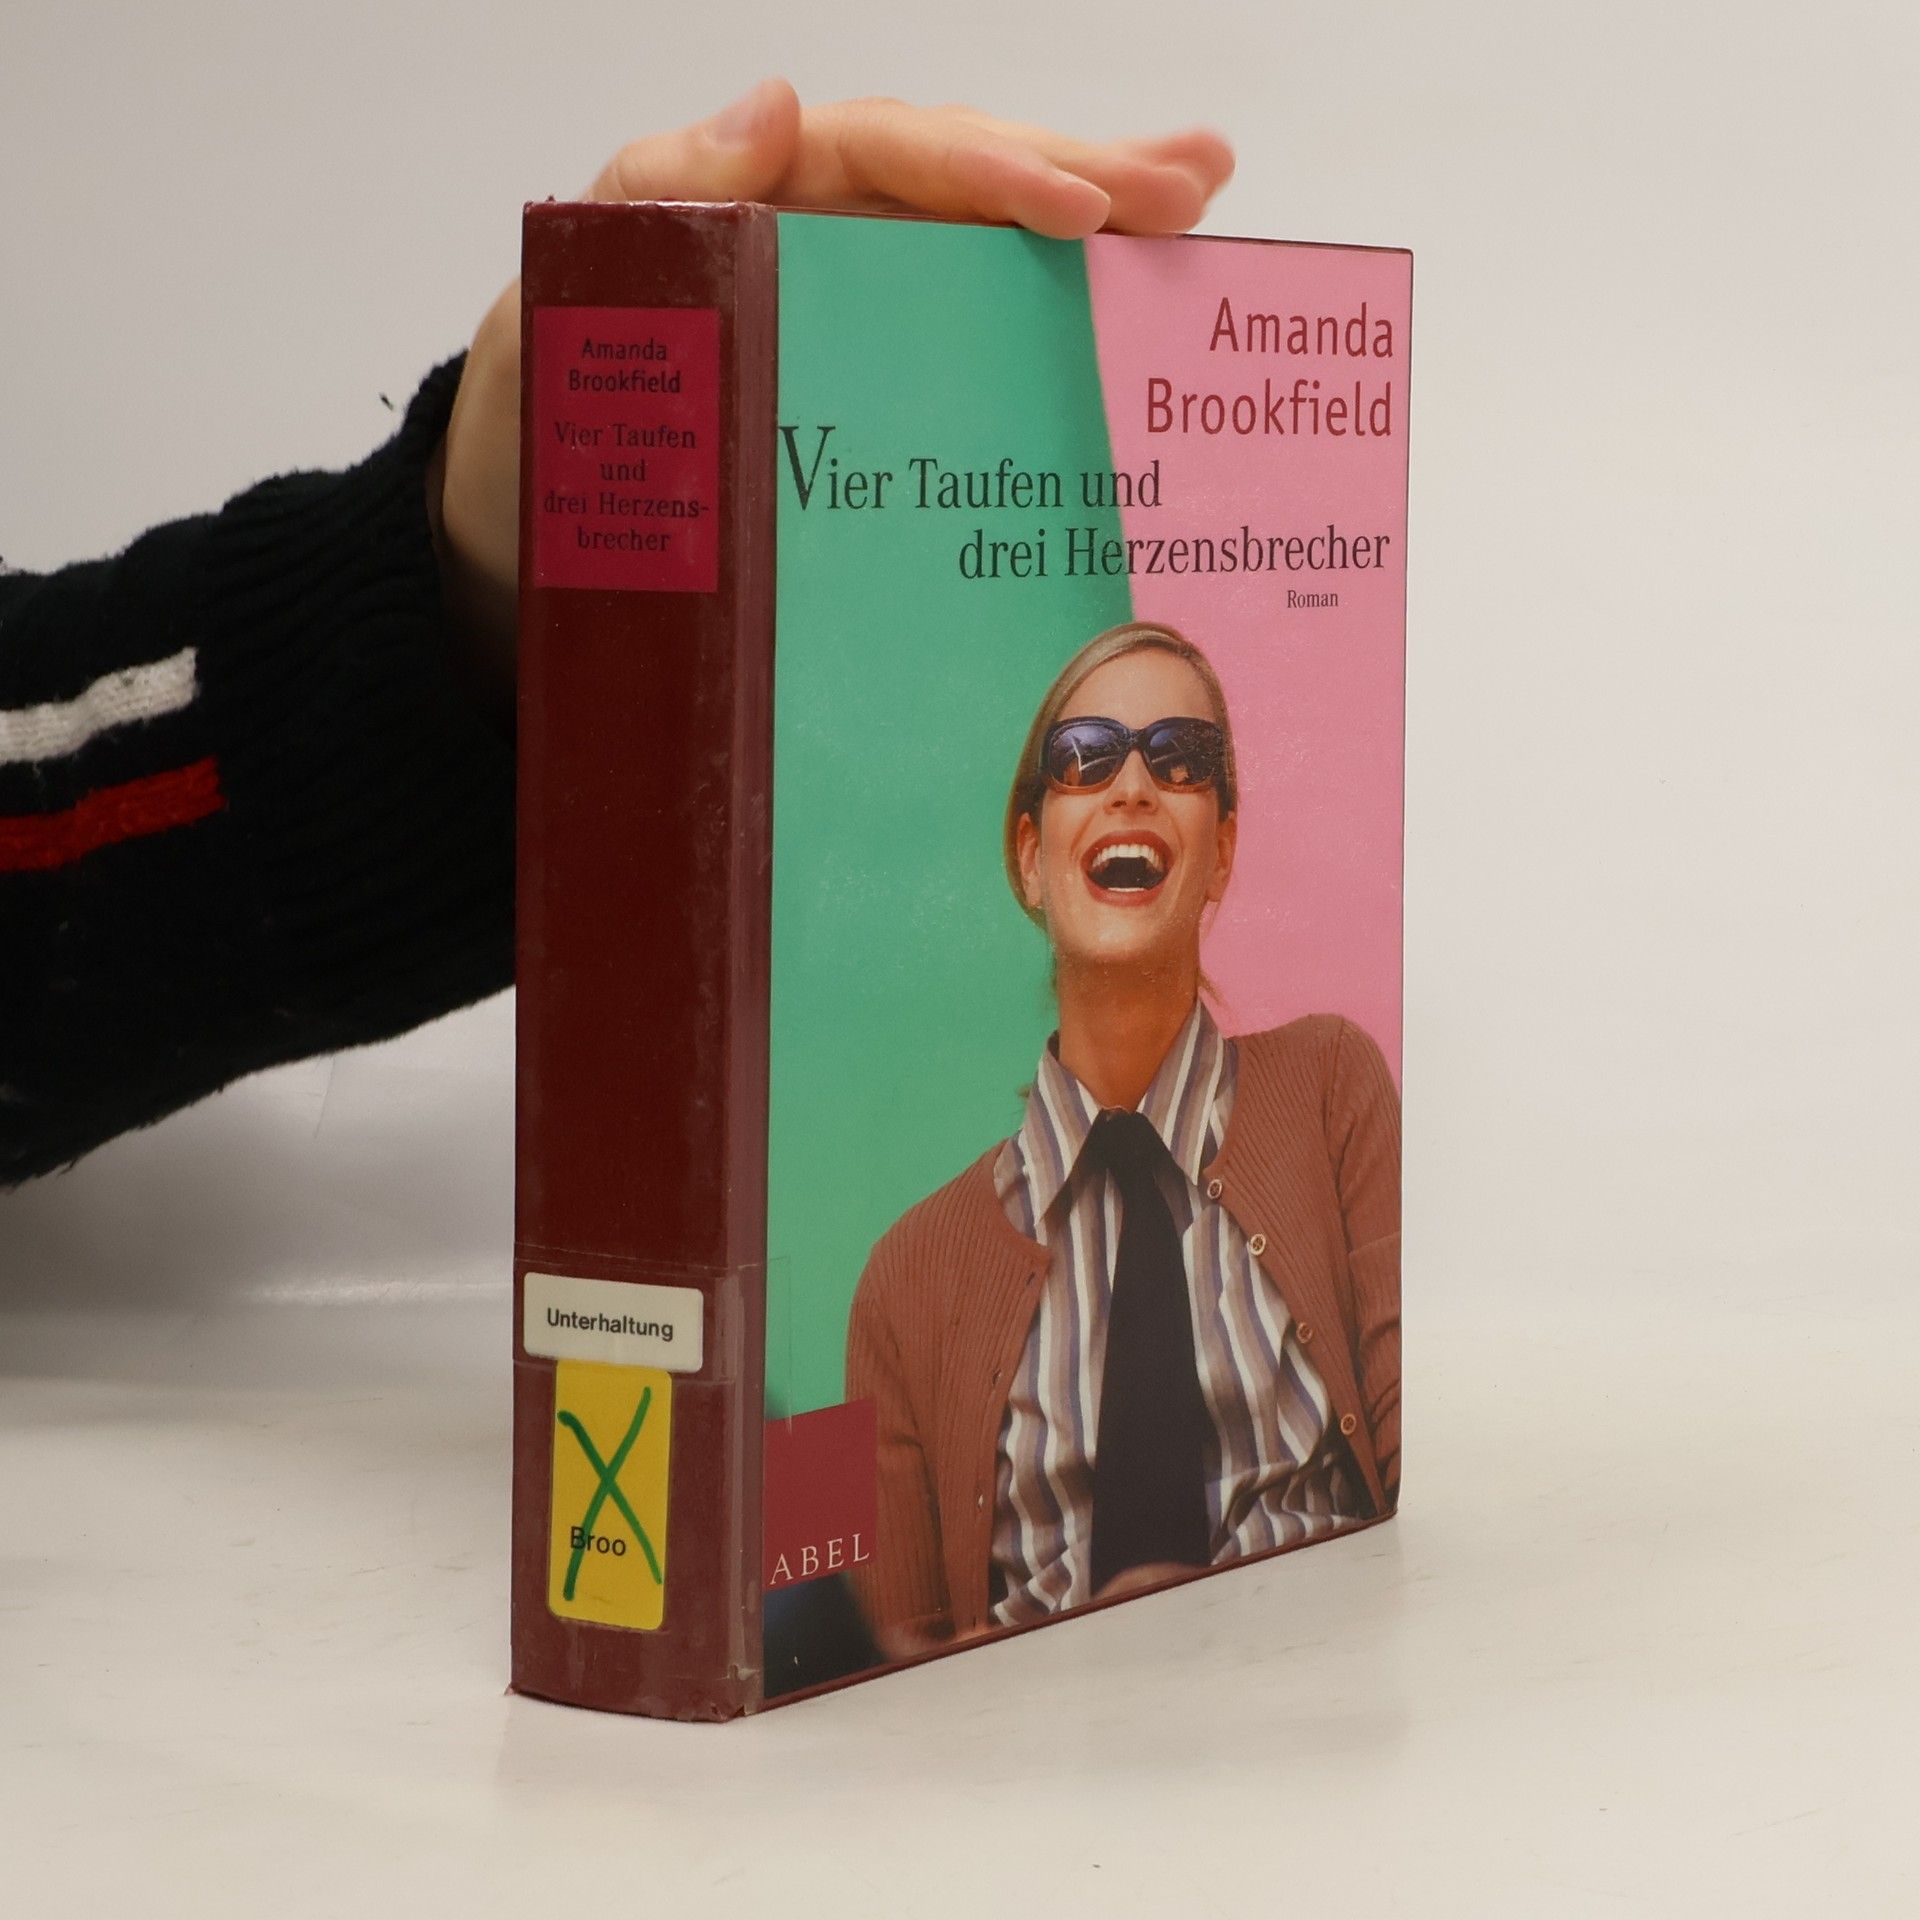 Amanda
Brookfield
Vier Taufen
und
drei Herzens-
brecher
Unterhaltung
Broo
Amanda
Brookfield
Vier Taufen und
drei Herzensbrecher
Roman
ABEL